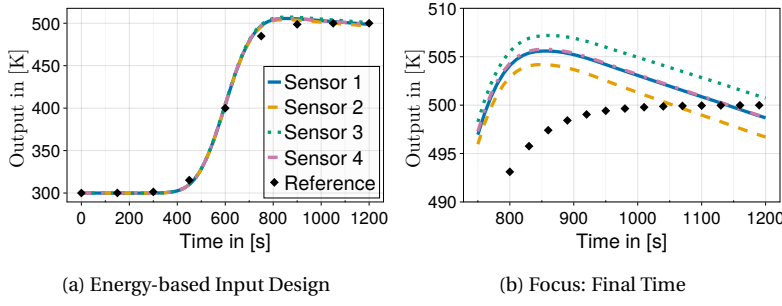 500
450
400
350
300
Output in [K]
Sensor 1
Sensor 2
Sensor 3
Sensor 4
Reference
0 200 400 600 800 1000 1200
Time in [s]
(a) Energy-based Input Design
510
505
500
495
490
Output in [K]
800 900 1000 1100 1200
Time in [s]
(b) Focus: Final Time